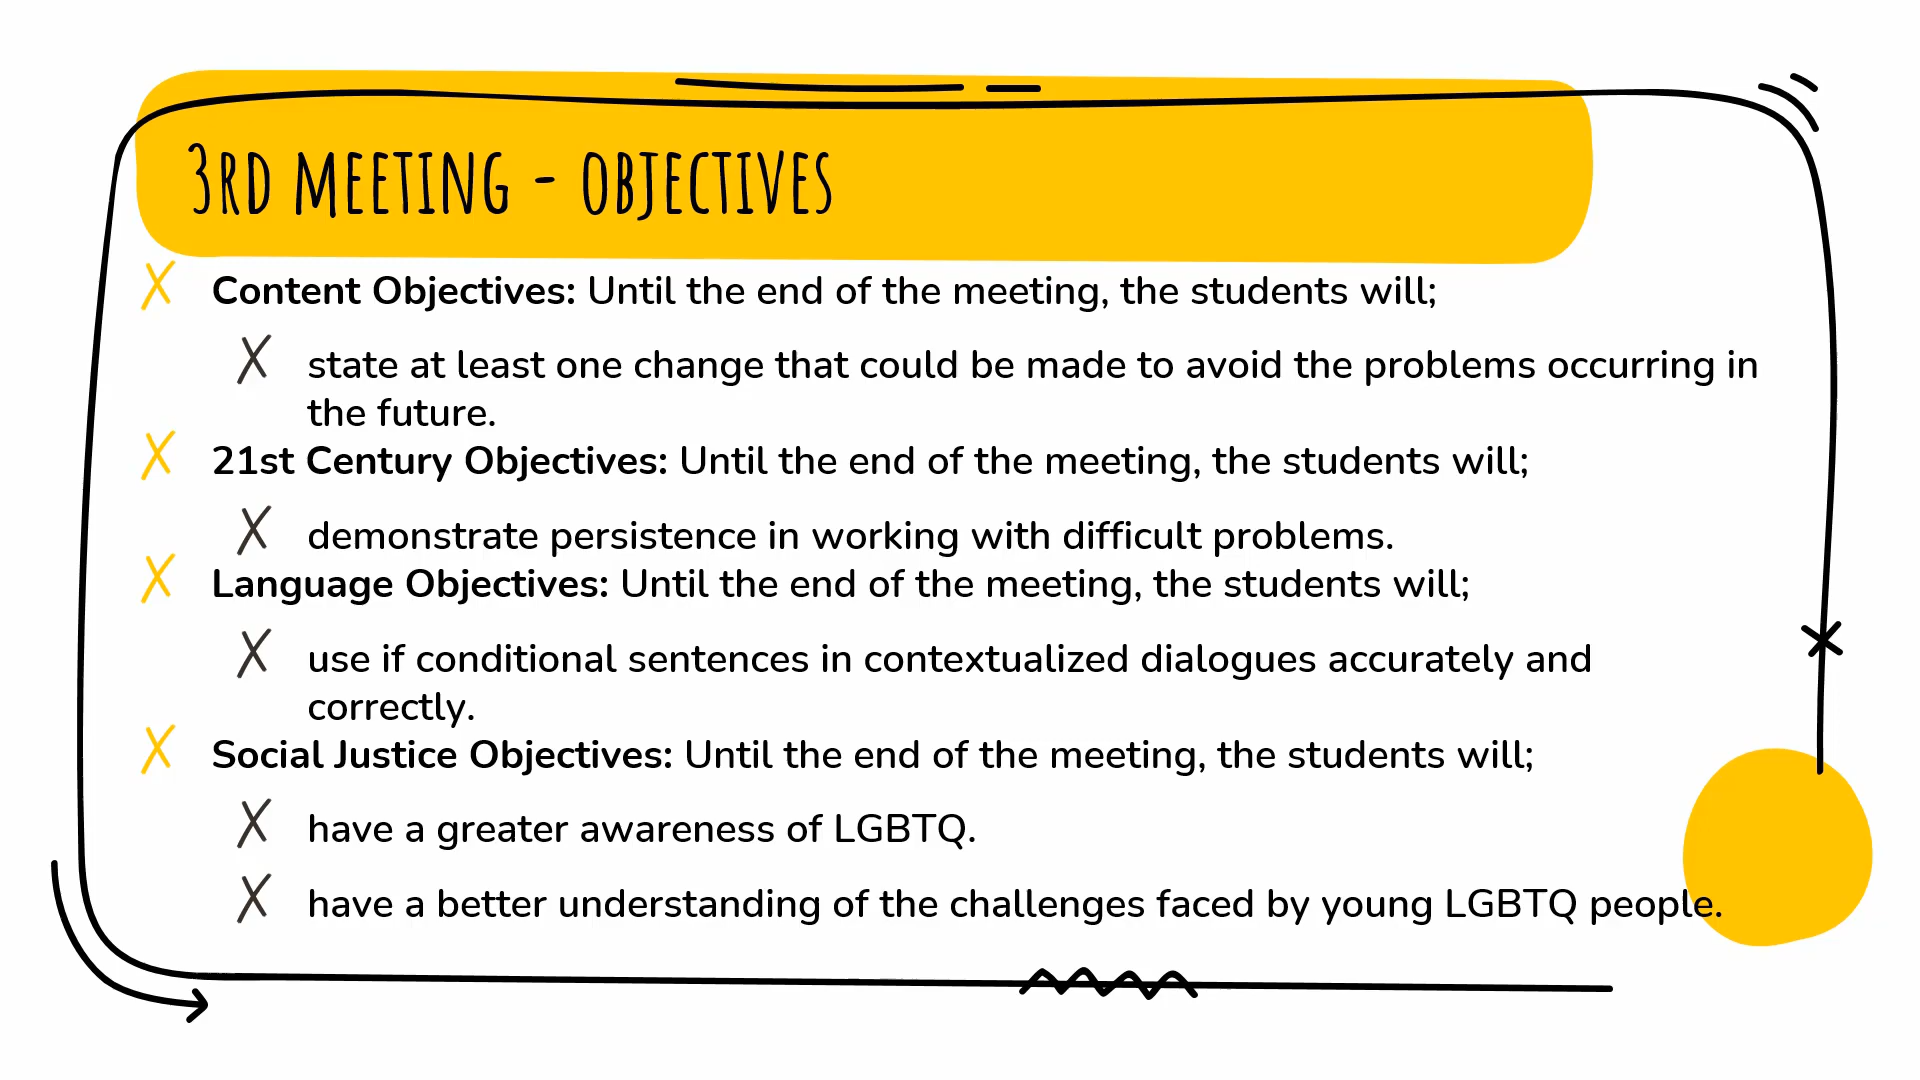 3RD MEETING - OBJECTIVES
Content Objectives: Until the end of the meeting, the students will;
state at least one change that could be made to avoid the problems occurring in
the future.
21st Century Objectives: Until the end of the meeting, the students will;
demonstrate persistence in working with difficult problems.
Language Objectives: Until the end of the meeting, the students will;
use if conditional sentences in contextualized dialogues accurately and
correctly.
Social Justice Objectives: Until the end of the meeting, the students will;
have a greater awareness of LGBTQ.
have a better understanding of the challenges faced by young LGBTQ people.